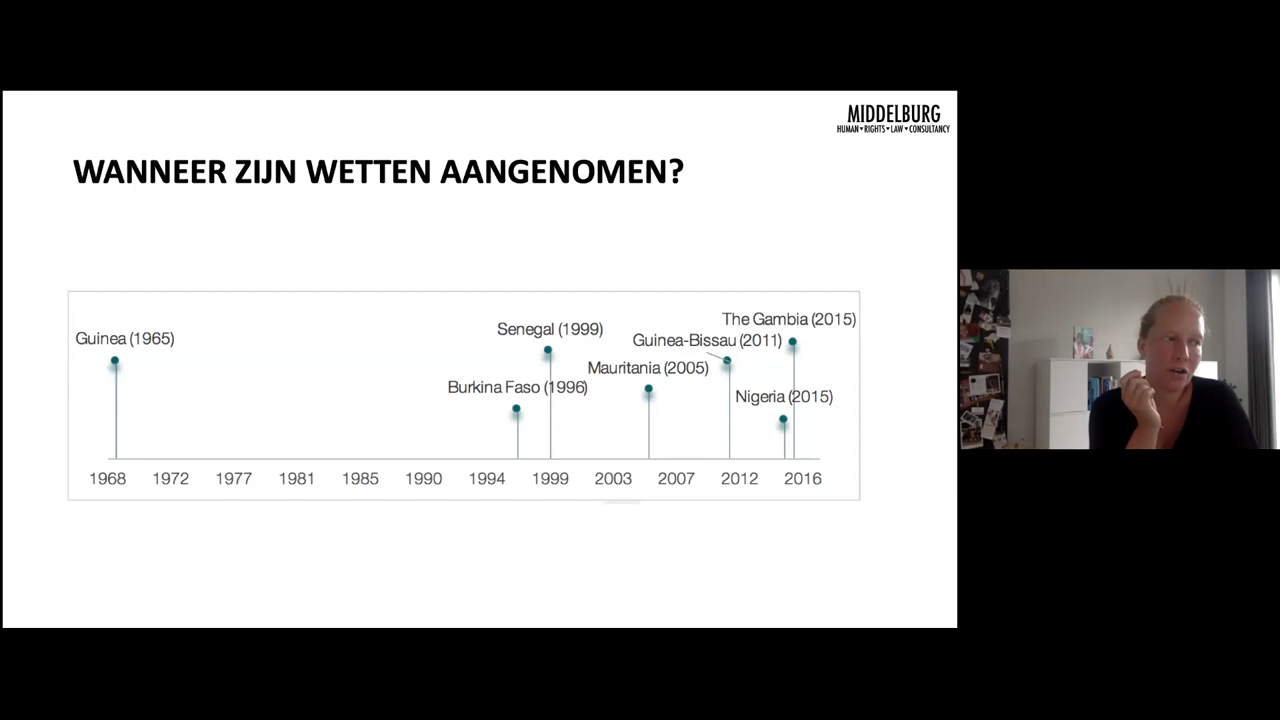 MIDDELBURG
HUMAN♥RIGHTS♥LAW♥CONSULTANCY
WANNEER ZIJN WETTEN AANGENOMEN?
The Gambia (2015)
Senegal (1999)
Guinea (1965)
Guinea-Bissau (2011)
Mauritania (2005)
Burkina Faso (1996)
Nigeria (2015)
1968 1972 1977 1981 1985 1990 1994 1999 2003 2007 2012 2016